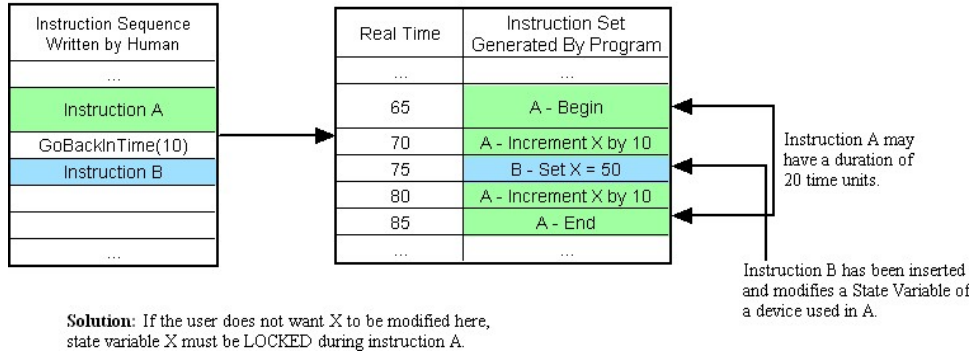 Instruction Sequence
Written by Human
...
Instruction A
GoBackInTime(10)
Instruction B
...
Real Time
Instruction Set
Generated By Program
... ...
65 A - Begin
70 A - Increment X by 10
75 B - Set X = 50
80 A - Increment X by 10
85 A - End
... ...
Instruction A may
have a duration of
20 time units.
Instruction B has been inserted
and modifies a State Variable of
a device used in A.
Solution: If the user does not want X to be modified here,
state variable X must be LOCKED during instruction A.